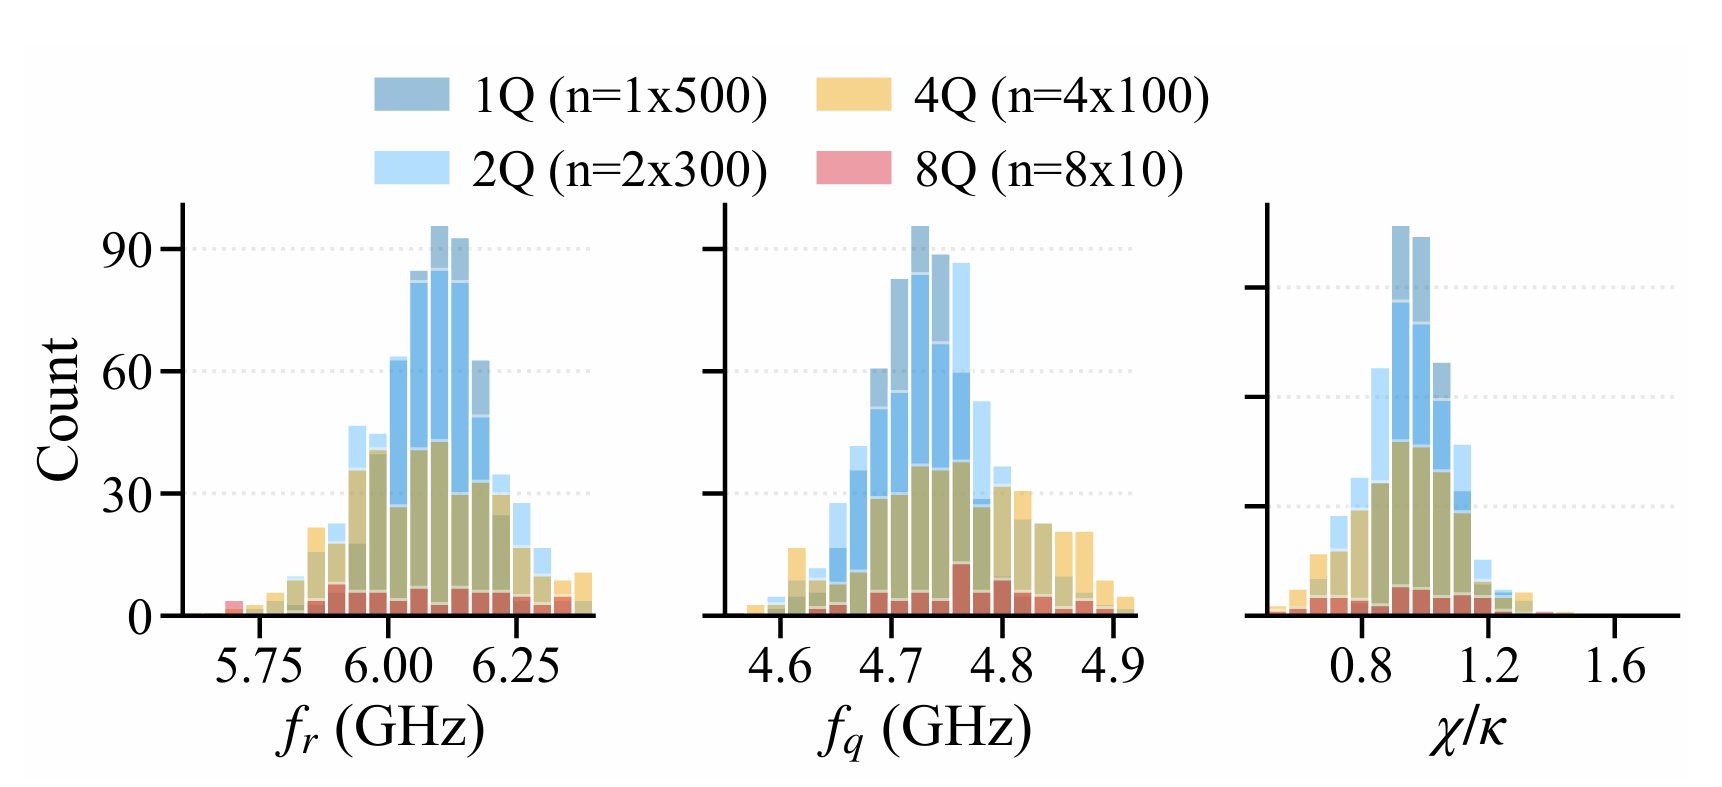 1Q (n=1x500)
4Q (n=4x100)
2Q (n=2x300)
8Q (n=8x10)
Count
90
60
30
0
5.75 6.00 6.25
4.6 4.7 4.8 4.9
0.8 1.2 1.6
f_r (GHz)
f_q (GHz)
χ/κ